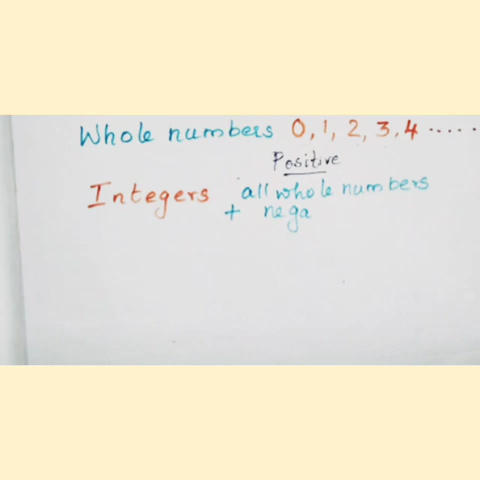 Whole numbers 0, 1, 2, 3, 4 .....
Positive
Integers all whole numbers
+ nega